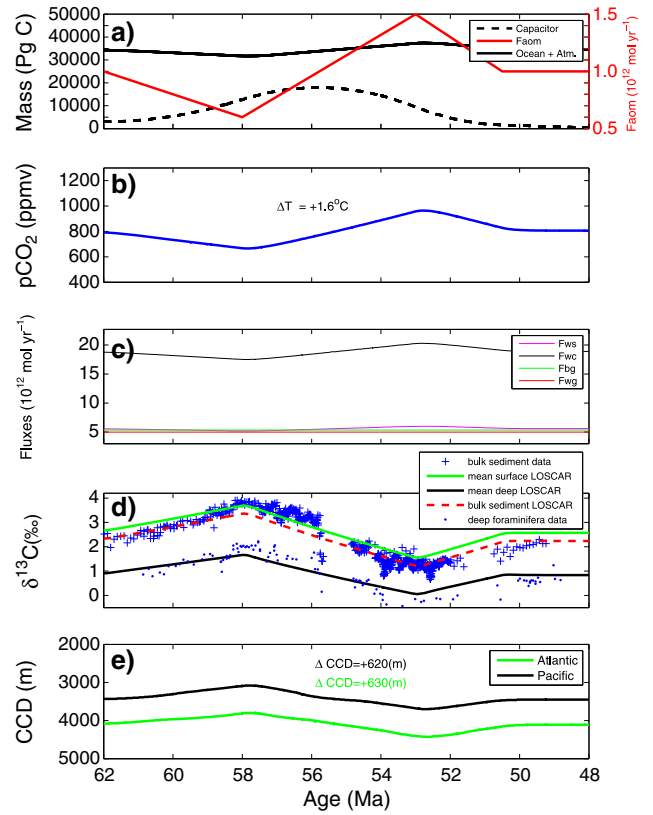 a)
Mass (Pg C)
50000
40000
30000
20000
10000
0
Capacitor
Faom
Ocean + Atm.
1.5
1.0
0.5
Faom (10¹² mol yr⁻¹)
b)
pCO₂ (ppmv)
1200
1000
800
600
400
ΔT = +1.6°C
c)
Fluxes (10¹² mol yr⁻¹)
20
15
10
5
Fws
Fwc
Fbg
Fwg
d)
δ¹³C(‰)
4
3
2
1
0
bulk sediment data
mean surface LOSCAR
mean deep LOSCAR
bulk sediment LOSCAR
deep foraminifera data
e)
CCD (m)
2000
3000
4000
5000
Δ CCD=+620(m)
Δ CCD=+630(m)
Atlantic
Pacific
62 60 58 56 54 52 50 48
Age (Ma)